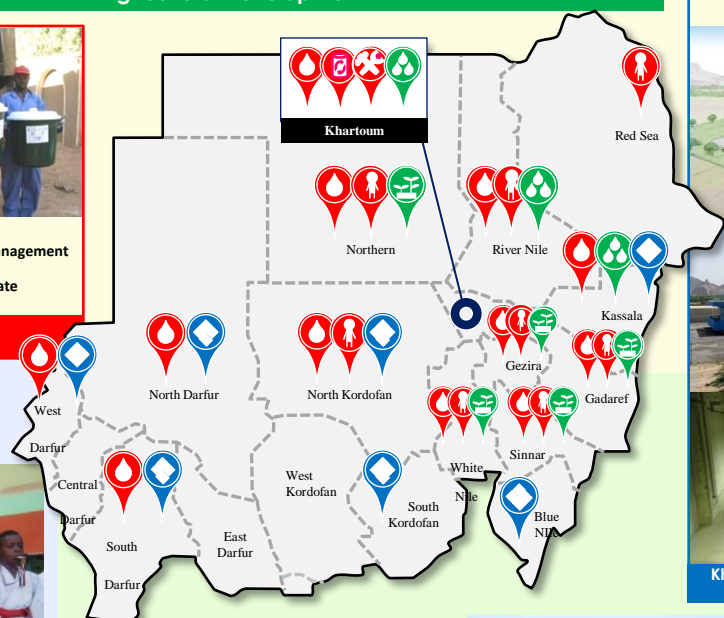 Khartoum
Red Sea
Northern
River Nile
Kassala
anagement
ate
Gezira
West
Darfur
North Darfur
North Kordofan
Gadaref
Sinnar
White
Nile
Central
Darfur
West
Kordofan
South
Kordofan
Blue
Nile
South
Darfur
East
Darfur
Kh